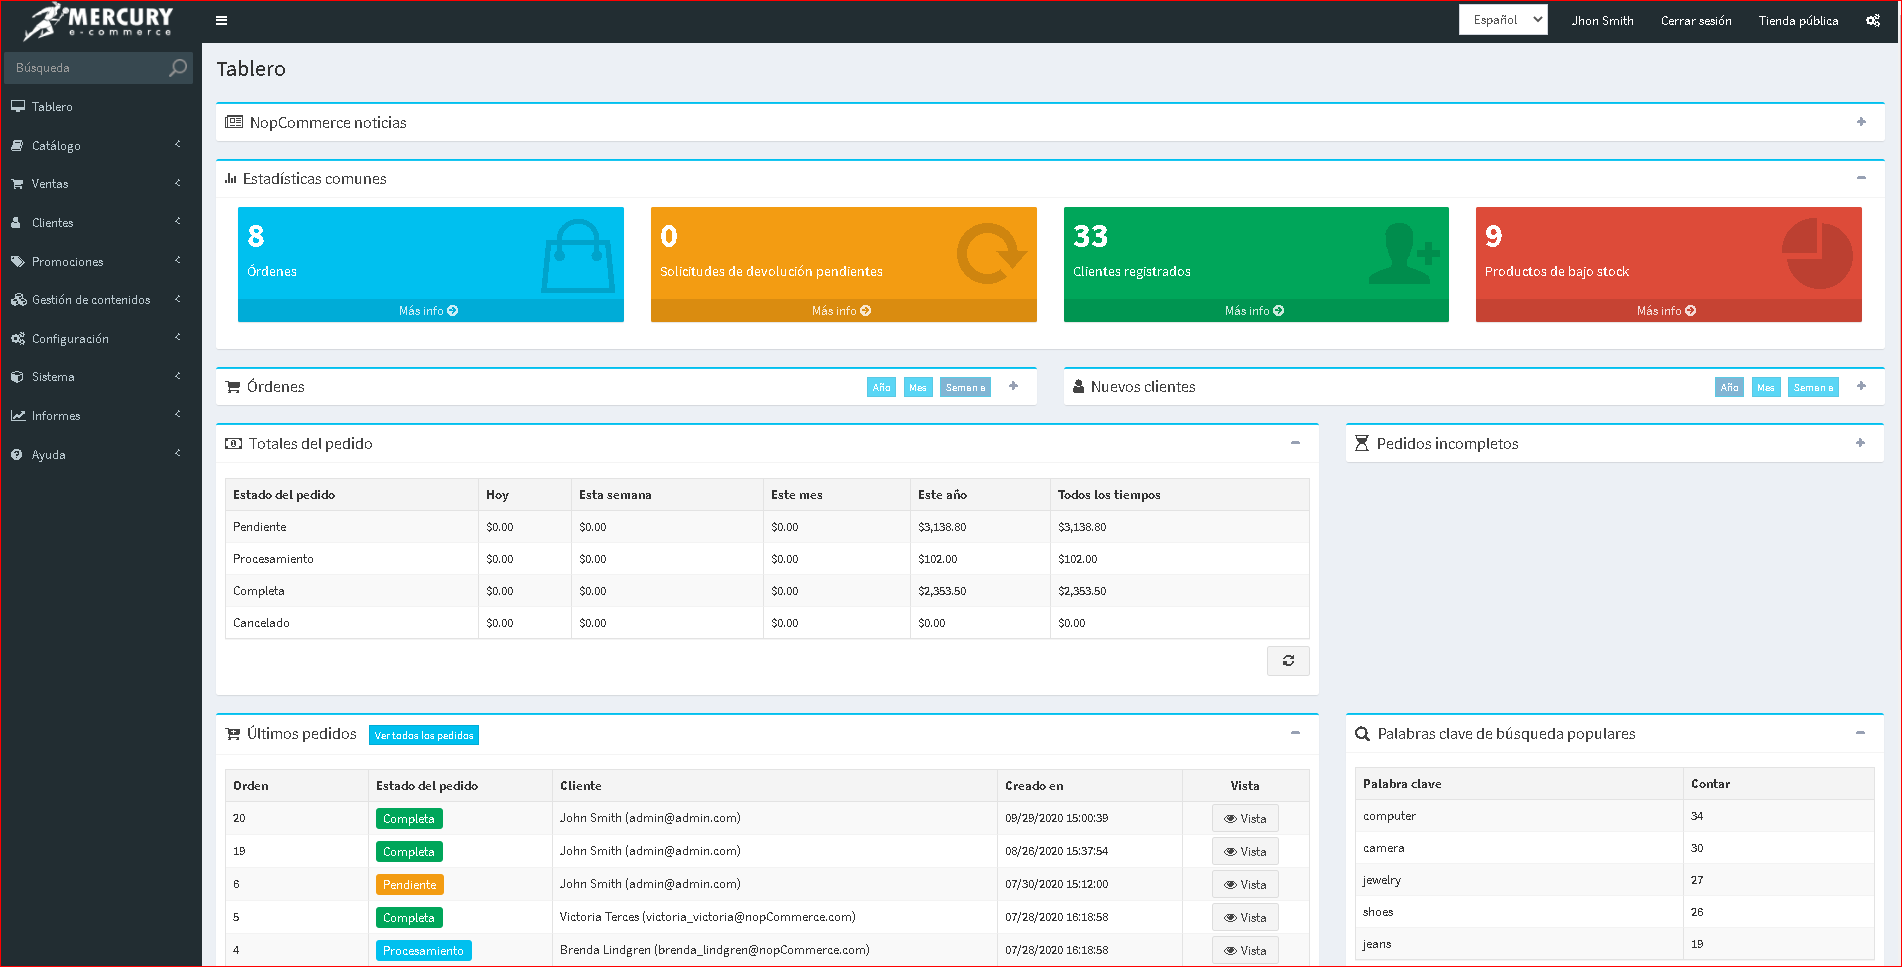 MERCURY
e-commerce
Español
Jhon Smith
Cerrar sesión
Tienda pública
Búsqueda
Tablero
Catálogo
Ventas
Clientes
Promociones
Gestión de contenidos
Configuración
Sistema
Informes
Ayuda
Tablero
NopCommerce noticias
Estadísticas comunes
8
Órdenes
Más info
0
Solicitudes de devolución pendientes
Más info
33
Clientes registrados
Más info
9
Productos de bajo stock
Más info
Órdenes
Año Mes Semana
Nuevos clientes
Año Mes Semana
Totales del pedido
Estado del pedido Hoy Esta semana Este mes Este año Todos los tiempos
Pendiente $0.00 $0.00 $0.00 $3,138.80 $3,138.80
Procesamiento $0.00 $0.00 $0.00 $102.00 $102.00
Completa $0.00 $0.00 $0.00 $2,353.50 $2,353.50
Cancelado $0.00 $0.00 $0.00 $0.00 $0.00
Pedidos incompletos
Últimos pedidos Ver todos los pedidos
Orden Estado del pedido Cliente Creado en Vista
20 Completa John Smith (admin@admin.com) 09/29/2020 15:00:39 Vista
19 Completa John Smith (admin@admin.com) 08/26/2020 15:37:54 Vista
6 Pendiente John Smith (admin@admin.com) 07/30/2020 15:12:00 Vista
5 Completa Victoria Terces (victoria_victoria@nopCommerce.com) 07/28/2020 16:18:58 Vista
4 Procesamiento Brenda Lindgren (brenda_lindgren@nopCommerce.com) 07/28/2020 16:18:58 Vista
Palabras clave de búsqueda populares
Palabra clave Contar
computer 34
camera 30
jewelry 27
shoes 26
jeans 19